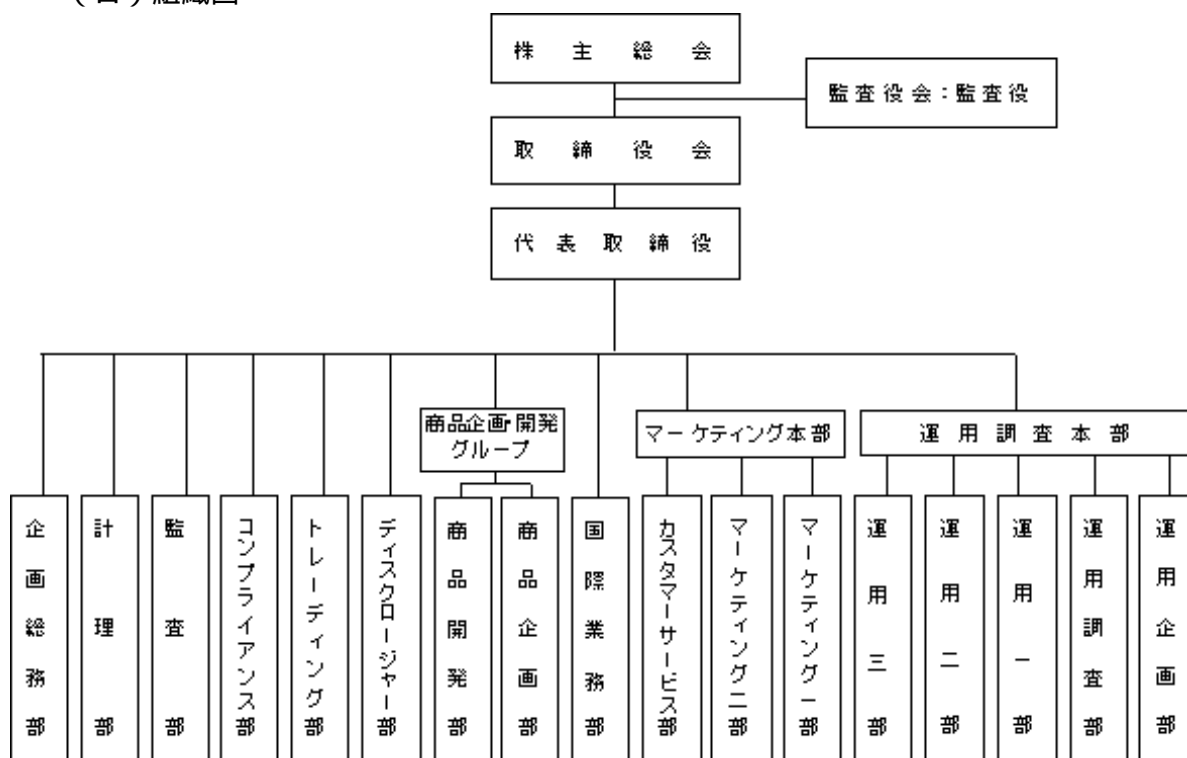 組織図
株主総会
監査役会：監査役
取締役会
代表取締役
商品企画・開発
グループ
マーケティング本部
運用調査本部
企画総務部
計理部
監査部
コンプライアンス部
トレーディング部
ディスクロージャー部
商品開発部
商品企画部
国際業務部
カスタマーサービス部
マーケティング二部
マーケティング一部
運用三部
運用二部
運用一部
運用調査部
運用企画部